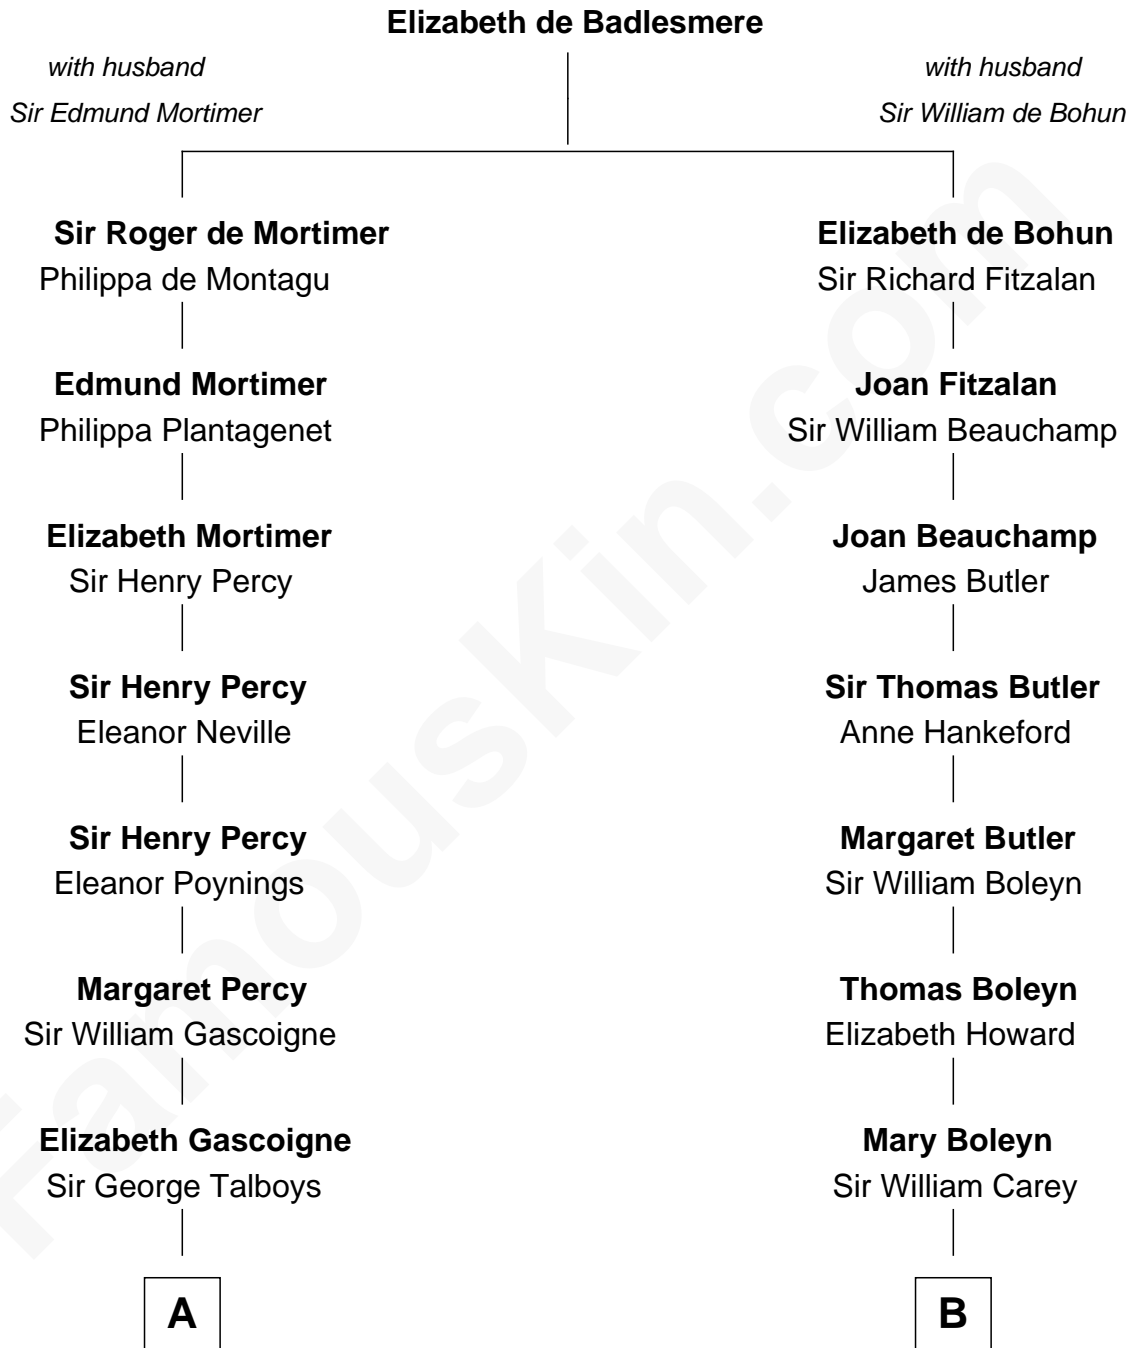 Elizabeth de Badlesmere
with husband
Sir Edmund Mortimer
with husband
Sir William de Bohun
Sir Roger de Mortimer
Philippa de Montagu
Elizabeth de Bohun
Sir Richard Fitzalan
Edmund Mortimer
Philippa Plantagenet
Joan Fitzalan
Sir William Beauchamp
Elizabeth Mortimer
Sir Henry Percy
Joan Beauchamp
James Butler
Sir Henry Percy
Eleanor Neville
Sir Thomas Butler
Anne Hankeford
Sir Henry Percy
Eleanor Poynings
Margaret Butler
Sir William Boleyn
Margaret Percy
Sir William Gascoigne
Thomas Boleyn
Elizabeth Howard
Elizabeth Gascoigne
Sir George Talboys
Mary Boleyn
Sir William Carey
A
B
FamousKin.com